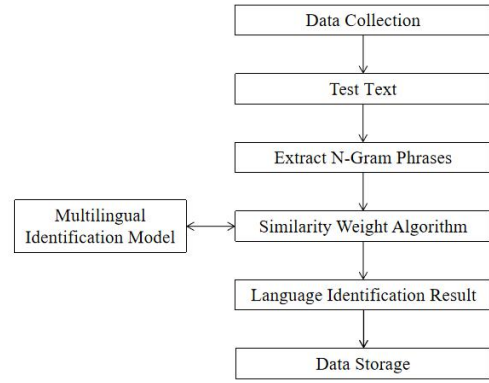 Data Collection
Test Text
Extract N-Gram Phrases
Multilingual
Identification Model
Similarity Weight Algorithm
Language Identification Result
Data Storage